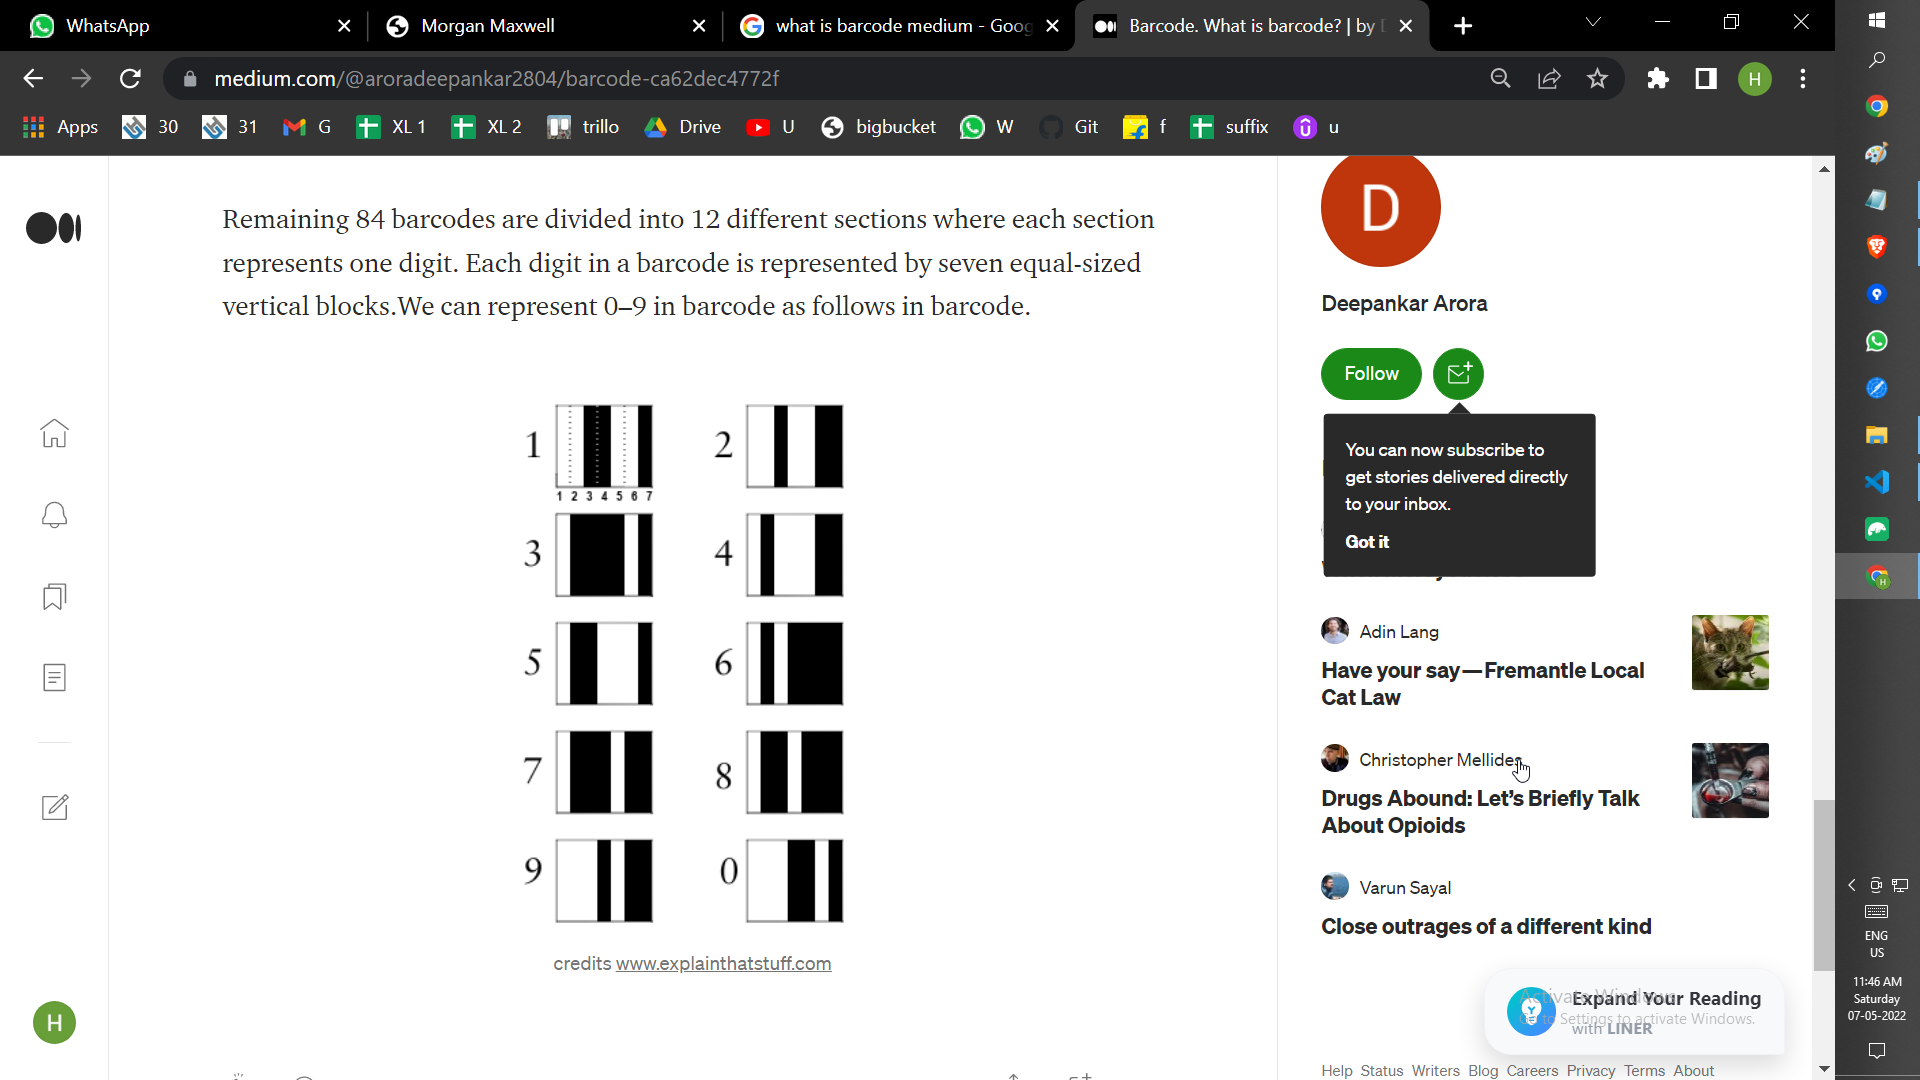 WhatsApp
Morgan Maxwell
what is barcode medium - Goog
Barcode. What is barcode? | by D
medium.com/@aroradeepankar2804/barcode-ca62dec4772f
H
Apps 30 31 G XL 1 XL 2 trillo Drive U bigbucket W Git f suffix u
Remaining 84 barcodes are divided into 12 different sections where each section
represents one digit. Each digit in a barcode is represented by seven equal-sized
vertical blocks.We can represent 0–9 in barcode as follows in barcode.
1 2
1 2 3 4 5 6 7
3 4
5 6
7 8
9 0
credits www.explainthatstuff.com
H
D
Deepankar Arora
Follow
You can now subscribe to
get stories delivered directly
to your inbox.
Got it
Adin Lang
Have your say—Fremantle Local
Cat Law
Christopher Mellides
Drugs Abound: Let’s Briefly Talk
About Opioids
Varun Sayal
Close outrages of a different kind
Activate Windows
Go to Settings to activate Windows.
Expand Your Reading
with LINER
Help Status Writers Blog Careers Privacy Terms About
ENG
US
11:46 AM
Saturday
07-05-2022